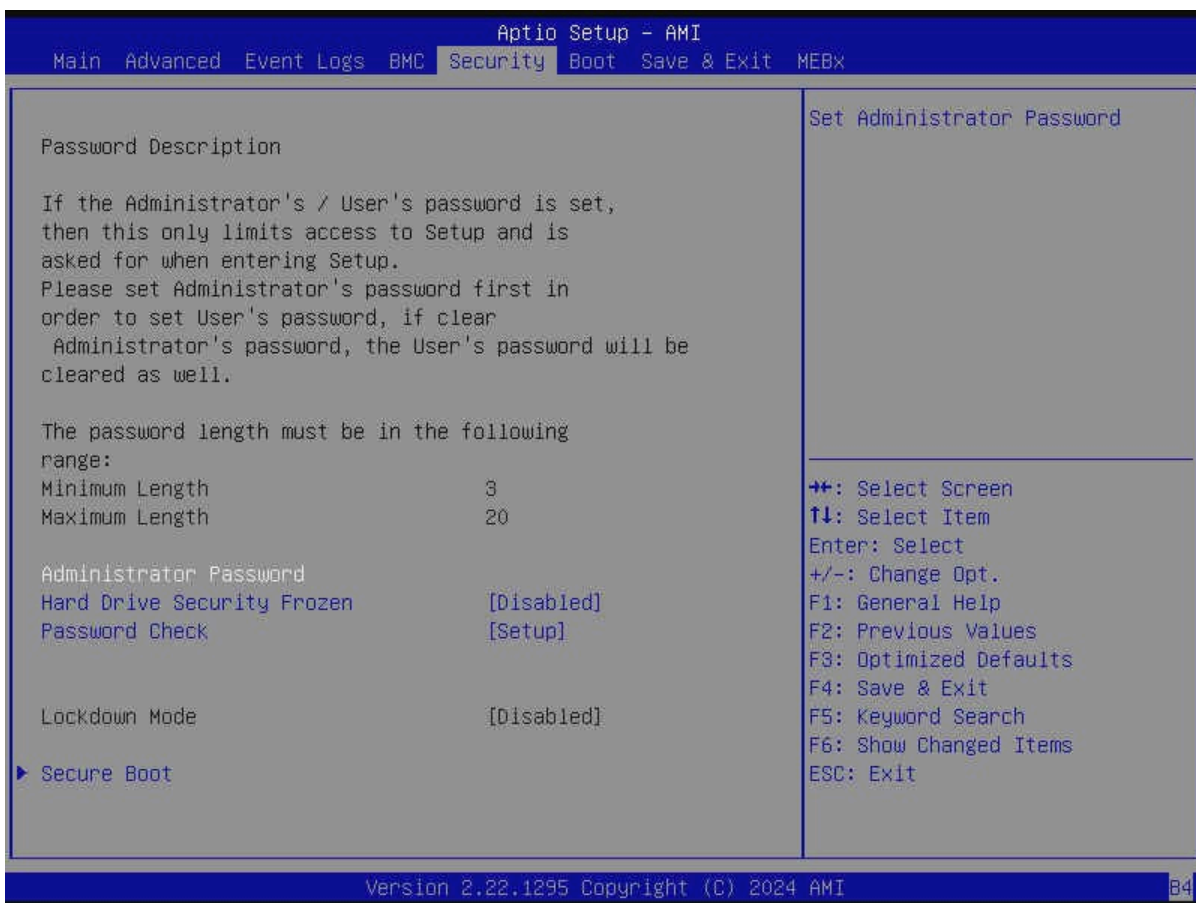 Aptio Setup – AMI
Main Advanced Event Logs BMC Security Boot Save & Exit MEBx
Password Description
If the Administrator's / User's password is set,
then this only limits access to Setup and is
asked for when entering Setup.
Please set Administrator's password first in
order to set User's password, if clear
Administrator's password, the User's password will be
cleared as well.
The password length must be in the following
range:
Minimum Length 3
Maximum Length 20
Administrator Password
Hard Drive Security Frozen [Disabled]
Password Check [Setup]
Lockdown Mode [Disabled]
Secure Boot
Set Administrator Password
→←: Select Screen
↑↓: Select Item
Enter: Select
+/-: Change Opt.
F1: General Help
F2: Previous Values
F3: Optimized Defaults
F4: Save & Exit
F5: Keyword Search
F6: Show Changed Items
ESC: Exit
Version 2.22.1295 Copyright (C) 2024 AMI
B4